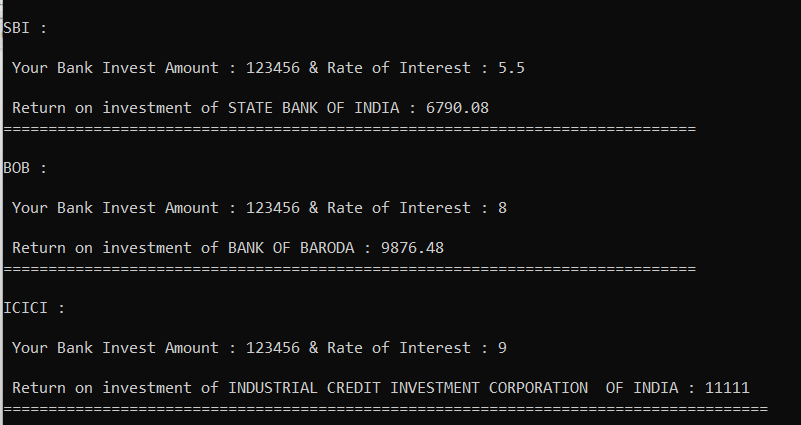 SBI :
Your Bank Invest Amount : 123456 & Rate of Interest : 5.5
Return on investment of STATE BANK OF INDIA : 6790.08
=============================================================================
BOB :
Your Bank Invest Amount : 123456 & Rate of Interest : 8
Return on investment of BANK OF BARODA : 9876.48
=============================================================================
ICICI :
Your Bank Invest Amount : 123456 & Rate of Interest : 9
Return on investment of INDUSTRIAL CREDIT INVESTMENT CORPORATION  OF INDIA : 11111
=====================================================================================